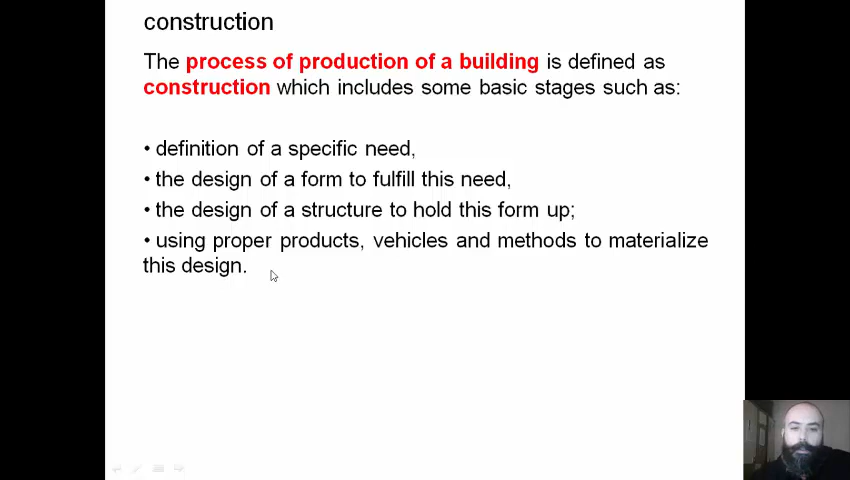 construction
The process of production of a building is defined as
construction which includes some basic stages such as:
• definition of a specific need,
• the design of a form to fulfill this need,
• the design of a structure to hold this form up;
• using proper products, vehicles and methods to materialize
this design.